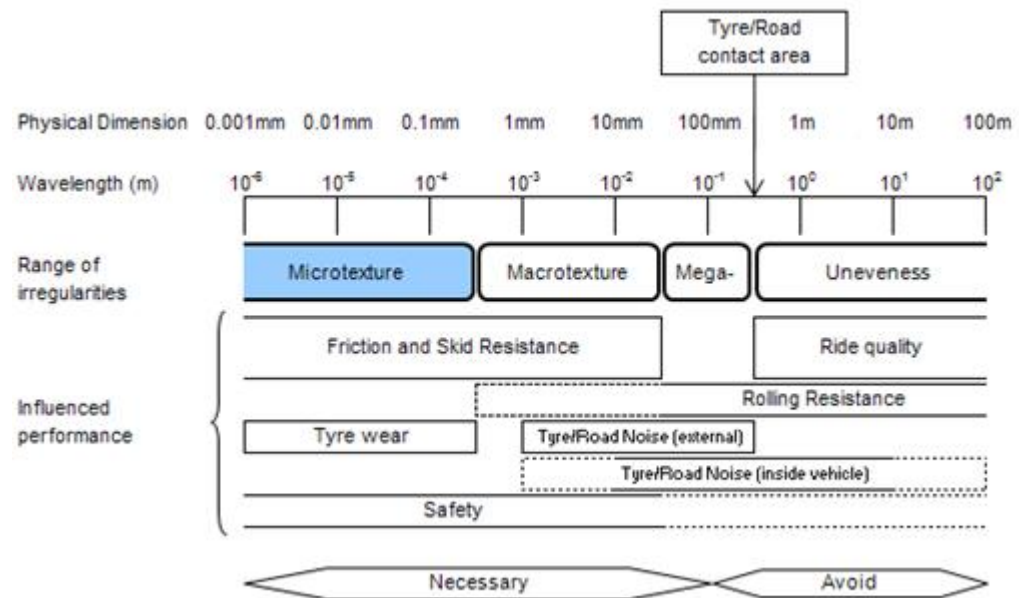 Tyre/Road
contact area
Physical Dimension 0.001mm 0.01mm 0.1mm 1mm 10mm 100mm 1m 10m 100m
Wavelength (m) 10⁻⁶ 10⁻⁵ 10⁻⁴ 10⁻³ 10⁻² 10⁻¹ 10⁰ 10¹ 10²
Range of
irregularities
Microtexture Macrotexture Mega- Uneveness
Friction and Skid Resistance Ride quality
Rolling Resistance
Influenced
performance
Tyre wear Tyre/Road Noise (external)
Tyre/Road Noise (inside vehicle)
Safety
Necessary Avoid